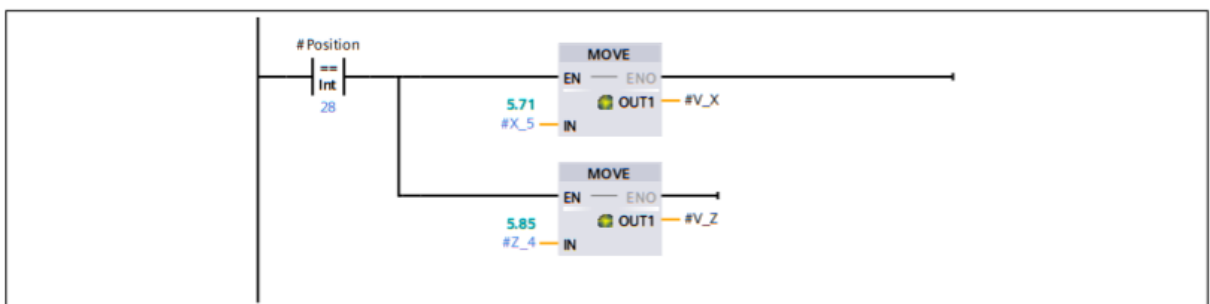 #Position
==
Int
28
MOVE
EN ENO
5.71
OUT1 #V_X
#X_5
IN
MOVE
EN ENO
5.85
OUT1 #V_Z
#Z_4
IN